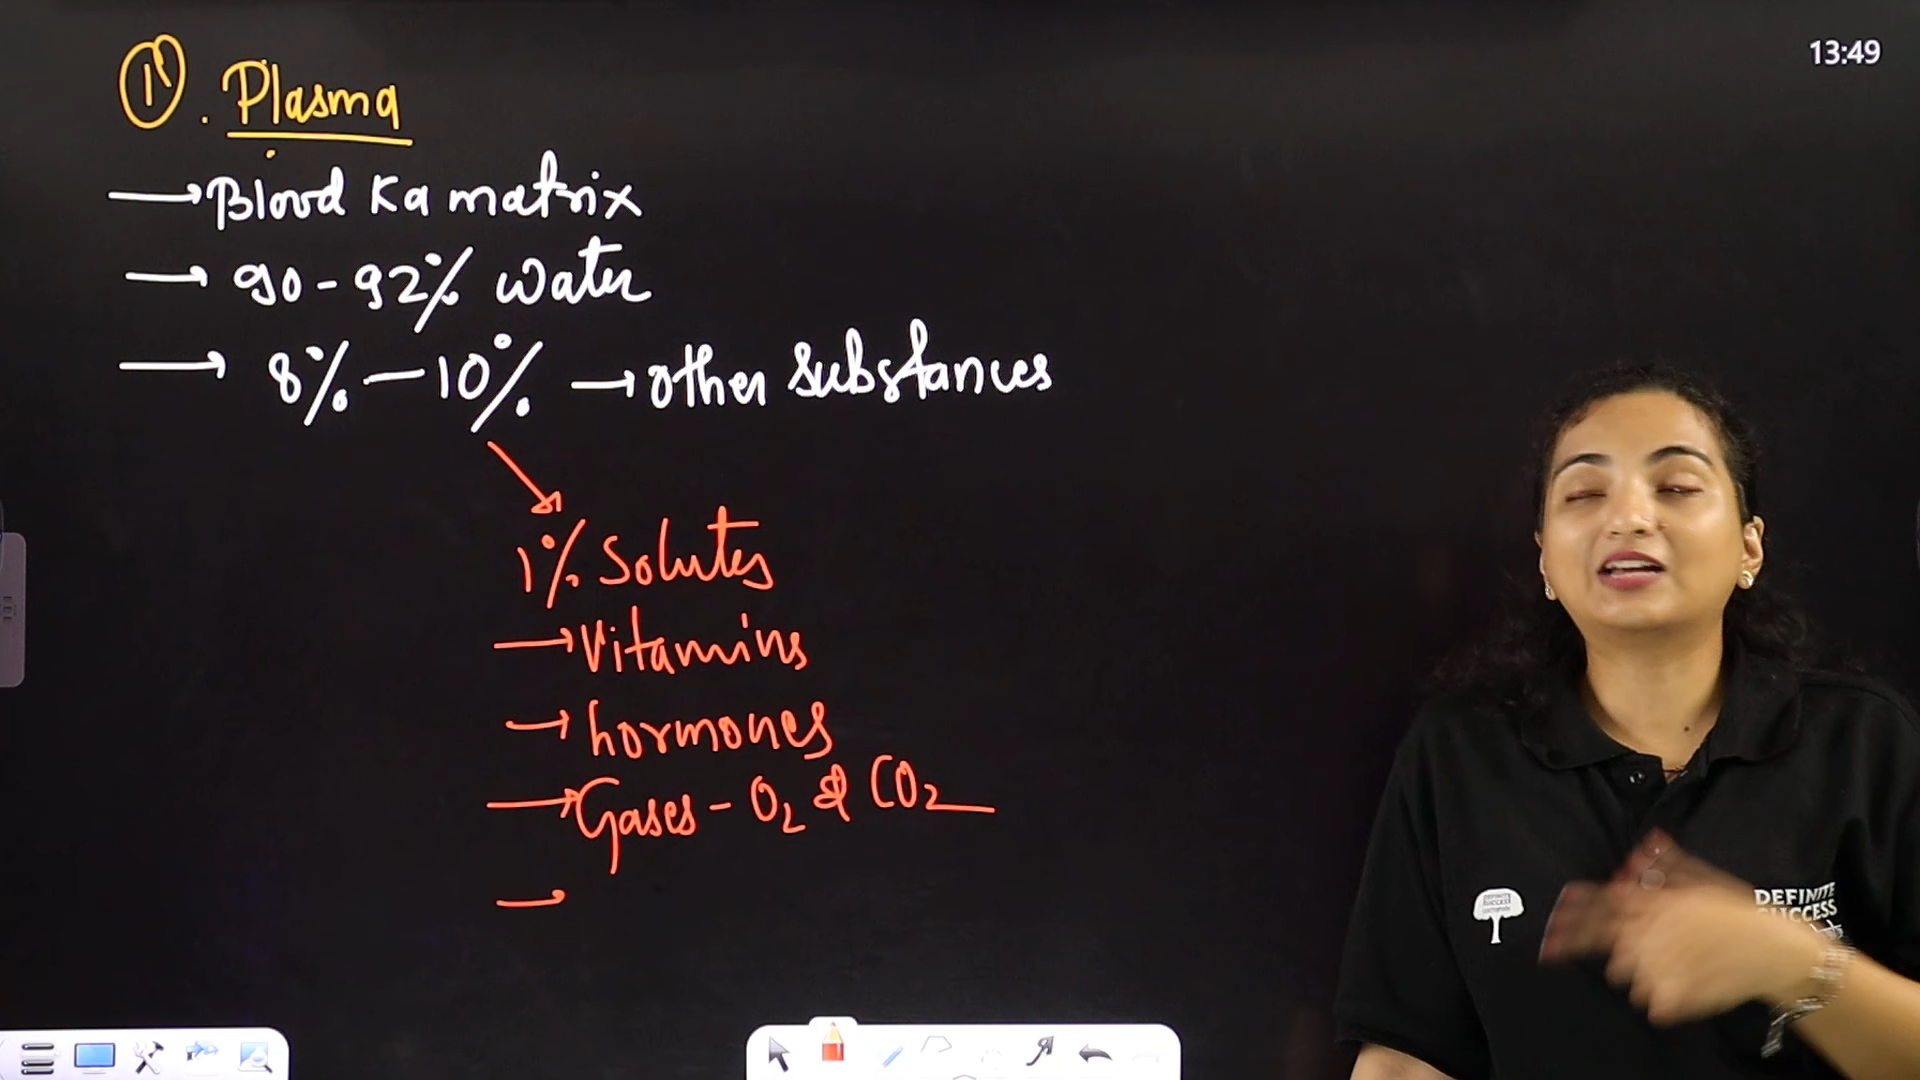 13:49
1. Plasma
→ Blood Ka matrix
→ 90-92% water
→ 8%-10% → other substances
1% Solutes
→ Vitamins
→ hormones
→ Gases - O2 & CO2
→
DEFINITE
SUCCESS